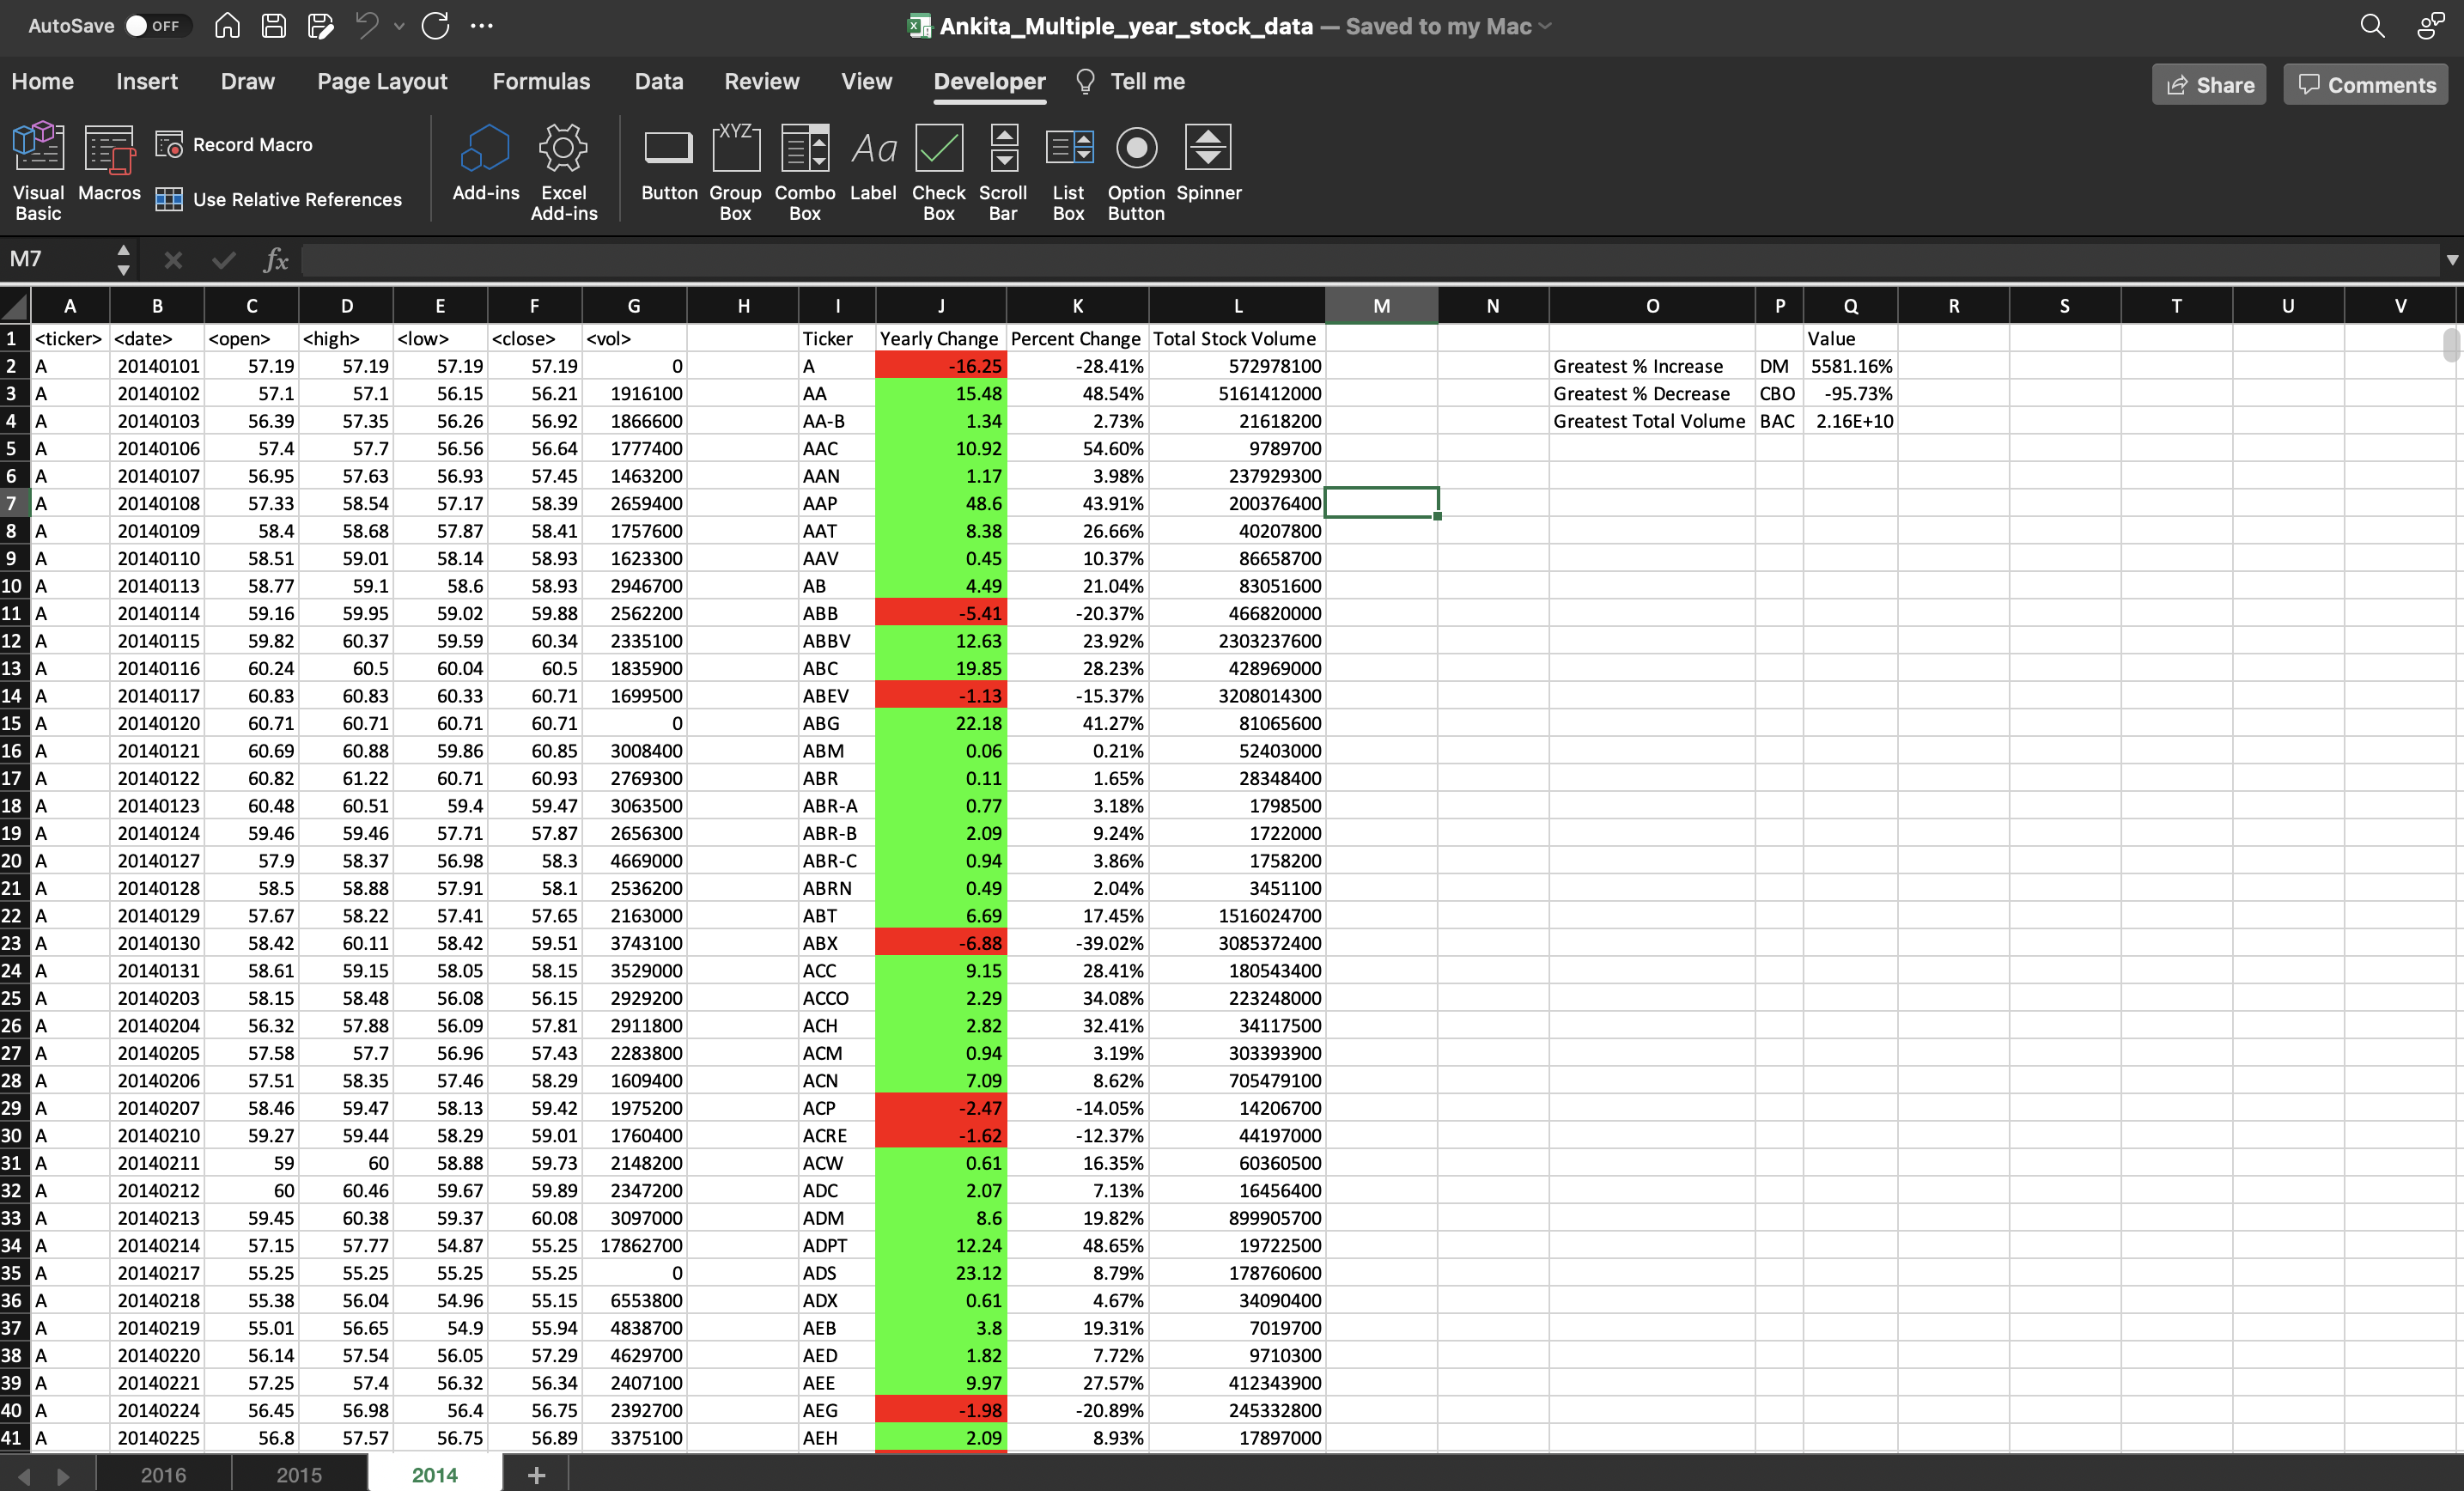 AutoSave OFF Ankita_Multiple_year_stock_data — Saved to my Mac
Home Insert Draw Page Layout Formulas Data Review View Developer Tell me Share Comments
Visual Basic Macros Record Macro Use Relative References Add-ins Excel Add-ins XYZ Button Group Box Combo Box Aa Label Check Box Scroll Bar List Box Option Button Spinner
M7 fx
A B C D E F G H I J K L M N O P Q R S T U V
1 <ticker> <date> <open> <high> <low> <close> <vol> Ticker Yearly Change Percent Change Total Stock Volume Value
2 A 20140101 57.19 57.19 57.19 57.19 0 A -16.25 -28.41% 572978100 Greatest % Increase DM 5581.16%
3 A 20140102 57.1 57.1 56.15 56.21 1916100 AA 15.48 48.54% 5161412000 Greatest % Decrease CBO -95.73%
4 A 20140103 56.39 57.35 56.26 56.92 1866600 AA-B 1.34 2.73% 21618200 Greatest Total Volume BAC 2.16E+10
5 A 20140106 57.4 57.7 56.56 56.64 1777400 AAC 10.92 54.60% 9789700
6 A 20140107 56.95 57.63 56.93 57.45 1463200 AAN 1.17 3.98% 237929300
7 A 20140108 57.33 58.54 57.17 58.39 2659400 AAP 48.6 43.91% 200376400
8 A 20140109 58.4 58.68 57.87 58.41 1757600 AAT 8.38 26.66% 40207800
9 A 20140110 58.51 59.01 58.14 58.93 1623300 AAV 0.45 10.37% 86658700
10 A 20140113 58.77 59.1 58.6 58.93 2946700 AB 4.49 21.04% 83051600
11 A 20140114 59.16 59.95 59.02 59.88 2562200 ABB -5.41 -20.37% 466820000
12 A 20140115 59.82 60.37 59.59 60.34 2335100 ABBV 12.63 23.92% 2303237600
13 A 20140116 60.24 60.5 60.04 60.5 1835900 ABC 19.85 28.23% 428969000
14 A 20140117 60.83 60.83 60.33 60.71 1699500 ABEV -1.13 -15.37% 3208014300
15 A 20140120 60.71 60.71 60.71 60.71 0 ABG 22.18 41.27% 81065600
16 A 20140121 60.69 60.88 59.86 60.85 3008400 ABM 0.06 0.21% 52403000
17 A 20140122 60.82 61.22 60.71 60.93 2769300 ABR 0.11 1.65% 28348400
18 A 20140123 60.48 60.51 59.4 59.47 3063500 ABR-A 0.77 3.18% 1798500
19 A 20140124 59.46 59.46 57.71 57.87 2656300 ABR-B 2.09 9.24% 1722000
20 A 20140127 57.9 58.37 56.98 58.3 4669000 ABR-C 0.94 3.86% 1758200
21 A 20140128 58.5 58.88 57.91 58.1 2536200 ABRN 0.49 2.04% 3451100
22 A 20140129 57.67 58.22 57.41 57.65 2163000 ABT 6.69 17.45% 1516024700
23 A 20140130 58.42 60.11 58.42 59.51 3743100 ABX -6.88 -39.02% 3085372400
24 A 20140131 58.61 59.15 58.05 58.15 3529000 ACC 9.15 28.41% 180543400
25 A 20140203 58.15 58.48 56.08 56.15 2929200 ACCO 2.29 34.08% 223248000
26 A 20140204 56.32 57.88 56.09 57.81 2911800 ACH 2.82 32.41% 34117500
27 A 20140205 57.58 57.7 56.96 57.43 2283800 ACM 0.94 3.19% 303393900
28 A 20140206 57.51 58.35 57.46 58.29 1609400 ACN 7.09 8.62% 705479100
29 A 20140207 58.46 59.47 58.13 59.42 1975200 ACP -2.47 -14.05% 14206700
30 A 20140210 59.27 59.44 58.29 59.01 1760400 ACRE -1.62 -12.37% 44197000
31 A 20140211 59 60 58.88 59.73 2148200 ACW 0.61 16.35% 60360500
32 A 20140212 60 60.46 59.67 59.89 2347200 ADC 2.07 7.13% 16456400
33 A 20140213 59.45 60.38 59.37 60.08 3097000 ADM 8.6 19.82% 899905700
34 A 20140214 57.15 57.77 54.87 55.25 17862700 ADPT 12.24 48.65% 19722500
35 A 20140217 55.25 55.25 55.25 55.25 0 ADS 23.12 8.79% 178760600
36 A 20140218 55.38 56.04 54.96 55.15 6553800 ADX 0.61 4.67% 34090400
37 A 20140219 55.01 56.65 54.9 55.94 4838700 AEB 3.8 19.31% 7019700
38 A 20140220 56.14 57.54 56.05 57.29 4629700 AED 1.82 7.72% 9710300
39 A 20140221 57.25 57.4 56.32 56.34 2407100 AEE 9.97 27.57% 412343900
40 A 20140224 56.45 56.98 56.4 56.75 2392700 AEG -1.98 -20.89% 245332800
41 A 20140225 56.8 57.57 56.75 56.89 3375100 AEH 2.09 8.93% 17897000
2016 2015 2014 +